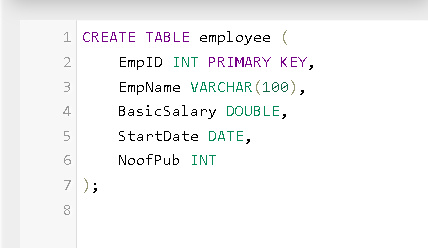 1 CREATE TABLE employee (
2 EmpID INT PRIMARY KEY,
3 EmpName VARCHAR(100),
4 BasicSalary DOUBLE,
5 StartDate DATE,
6 NoofPub INT
7 );
8